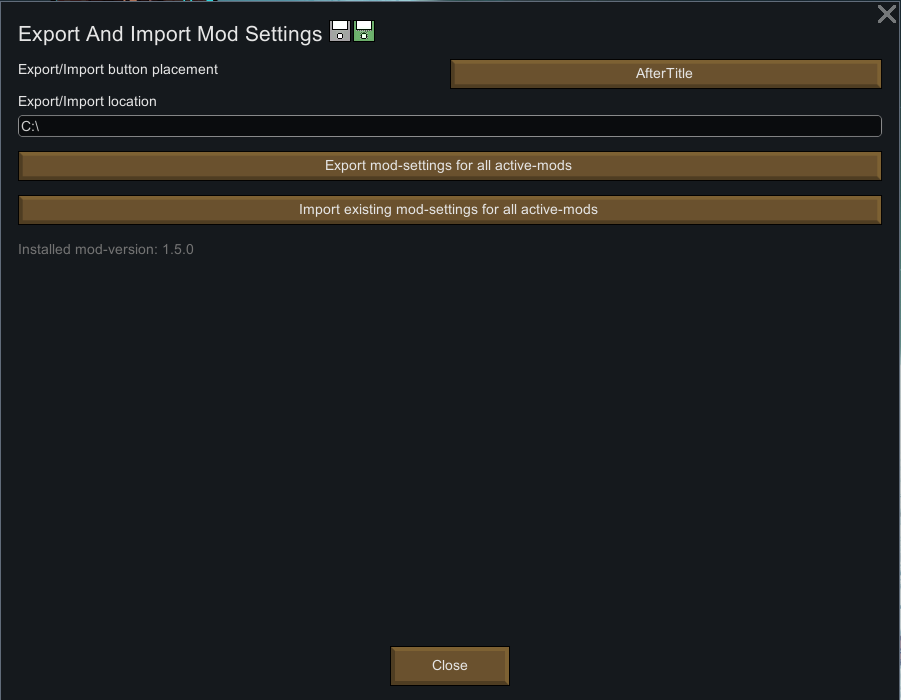 Export And Import Mod Settings
Export/Import button placement
AfterTitle
Export/Import location
C:\
Export mod-settings for all active-mods
Import existing mod-settings for all active-mods
Installed mod-version: 1.5.0
Close